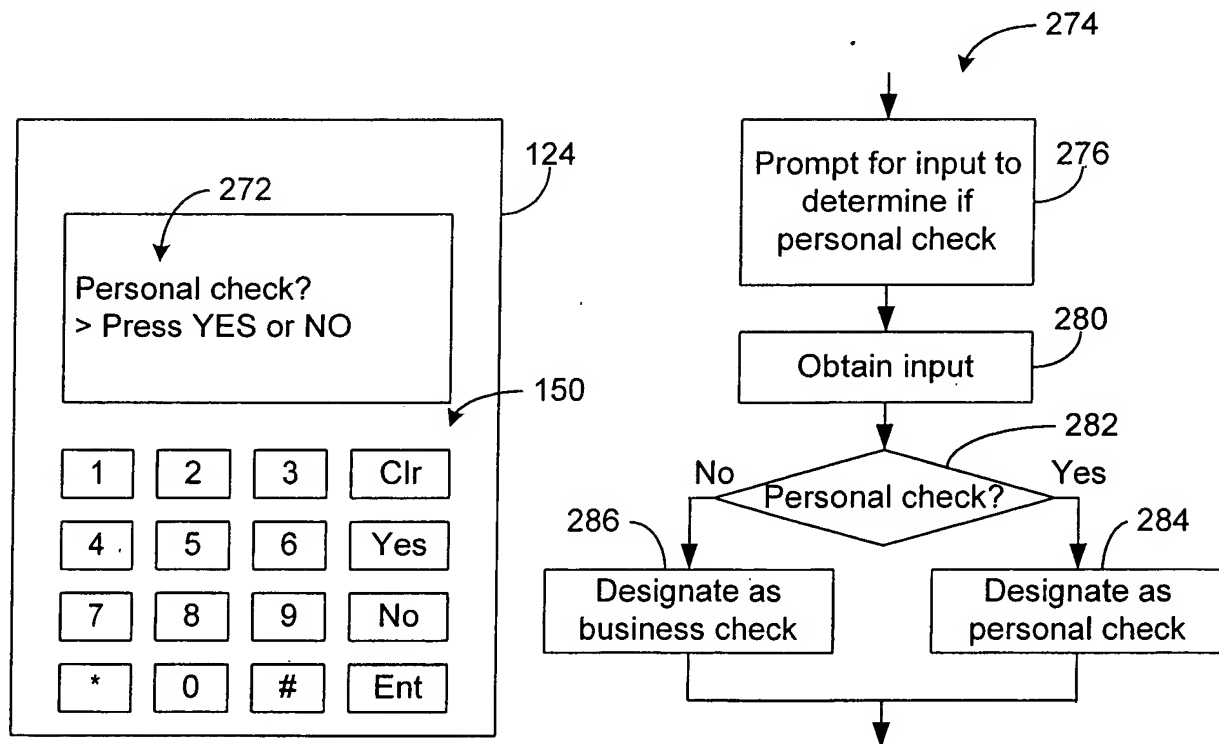 274
124
272
Personal check?
> Press YES or NO
150
1 2 3 Clr
4 5 6 Yes
7 8 9 No
* 0 # Ent
Prompt for input to
determine if
personal check
276
Obtain input
280
282
No
Personal check?
Yes
286
284
Designate as
business check
Designate as
personal check